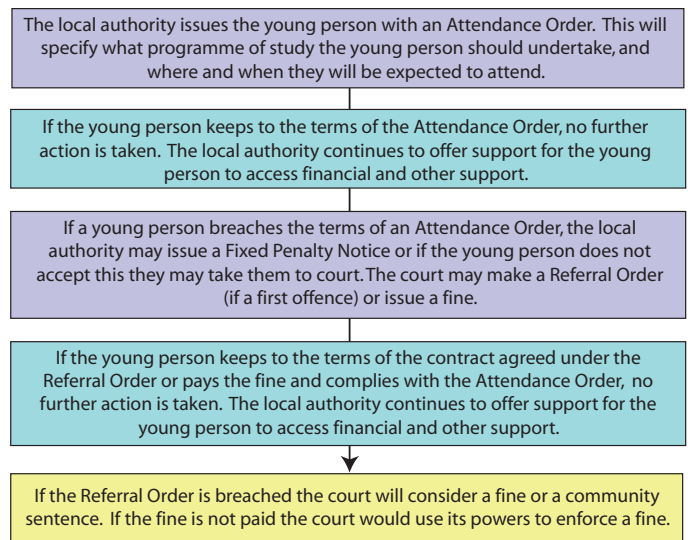 The local authority issues the young person with an Attendance Order. This will
specify what programme of study the young person should undertake, and
where and when they will be expected to attend.
If the young person keeps to the terms of the Attendance Order, no further
action is taken. The local authority continues to offer support for the young
person to access financial and other support.
If a young person breaches the terms of an Attendance Order, the local
authority may issue a Fixed Penalty Notice or if the young person does not
accept this they may take them to court. The court may make a Referral Order
(if a first offence) or issue a fine.
If the young person keeps to the terms of the contract agreed under the
Referral Order or pays the fine and complies with the Attendance Order, no
further action is taken. The local authority continues to offer support for the
young person to access financial and other support.
If the Referral Order is breached the court will consider a fine or a community
sentence. If the fine is not paid the court would use its powers to enforce a fine.